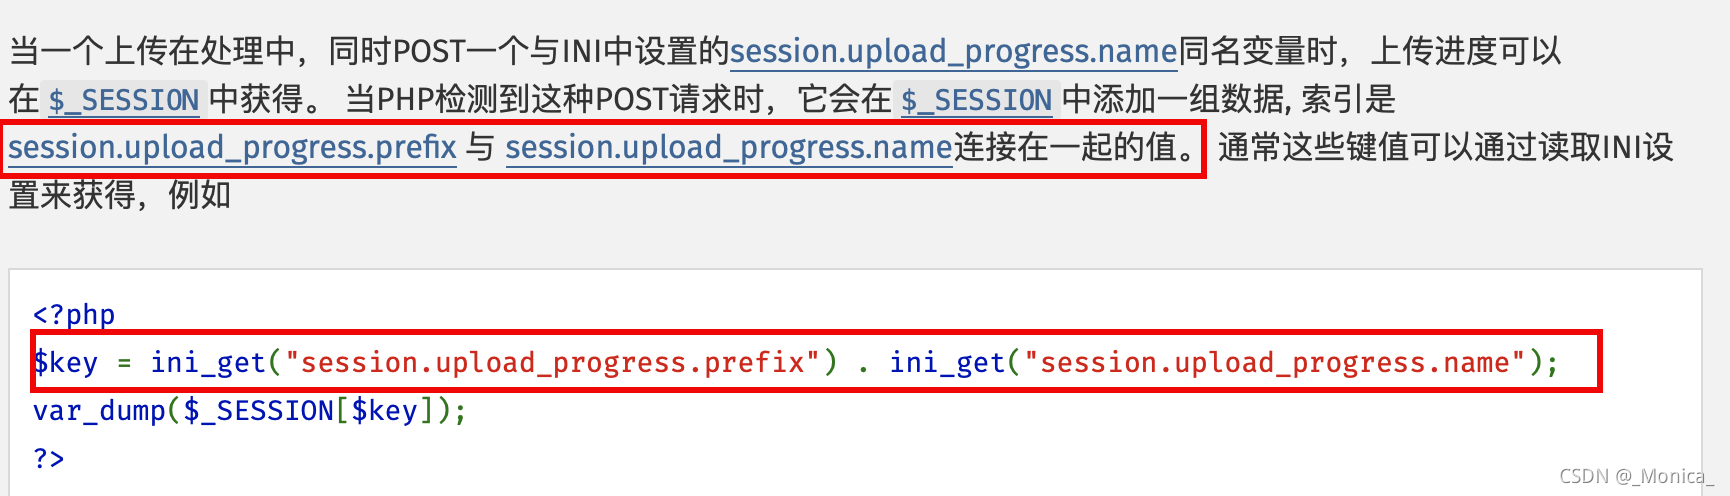 当一个上传在处理中，同时POST一个与INI中设置的session.upload_progress.name同名变量时，上传进度可以
在 $_SESSION 中获得。 当PHP检测到这种POST请求时，它会在 $_SESSION 中添加一组数据, 索引是
session.upload_progress.prefix 与 session.upload_progress.name连接在一起的值。 通常这些键值可以通过读取INI设
置来获得，例如
<?php
$key = ini_get("session.upload_progress.prefix") . ini_get("session.upload_progress.name");
var_dump($_SESSION[$key]);
?>
CSDN @_Monica_